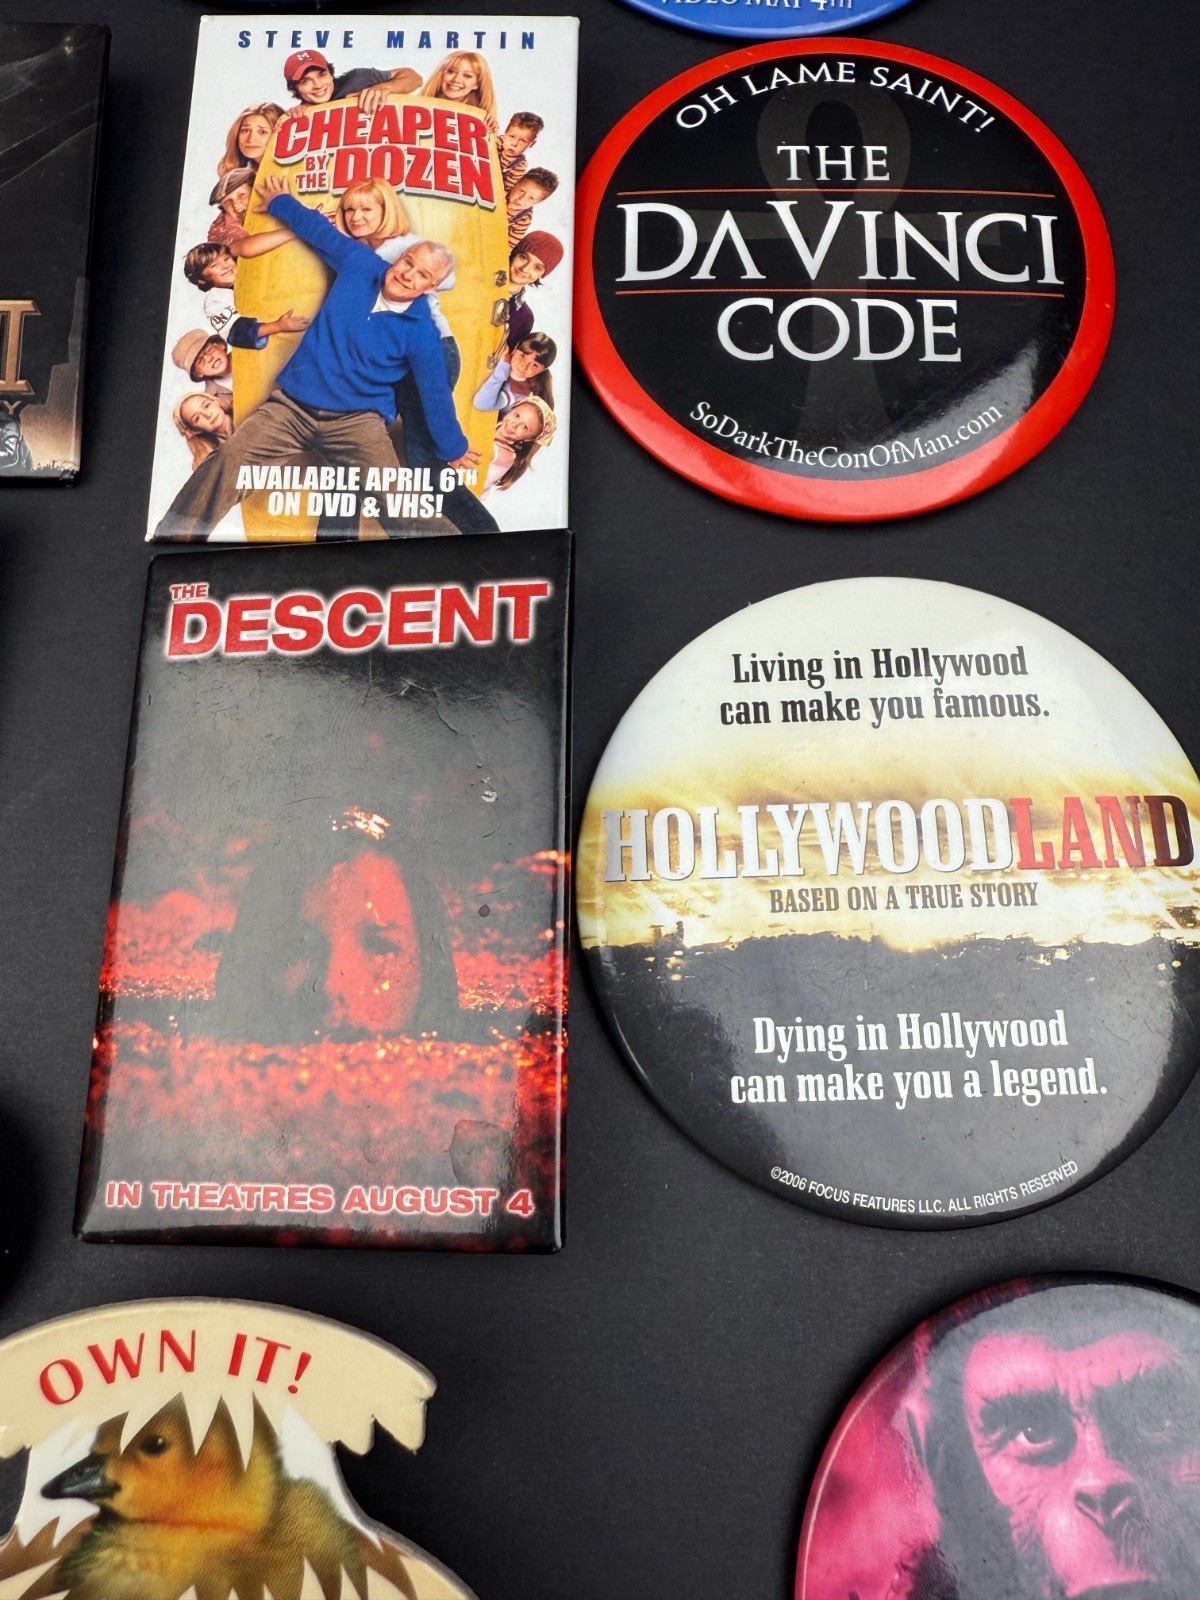 VIDEO MAY 4TH
STEVE MARTIN
CHEAPER
BY
THE DOZEN
AVAILABLE APRIL 6TH
ON DVD & VHS!
OH LAME SAINT!
THE
DA VINCI
CODE
SoDarkTheConOfMan.com
THE
DESCENT
IN THEATRES AUGUST 4
Living in Hollywood
can make you famous.
HOLLYWOODLAND
BASED ON A TRUE STORY
Dying in Hollywood
can make you a legend.
©2006 FOCUS FEATURES LLC. ALL RIGHTS RESERVED
OWN IT!